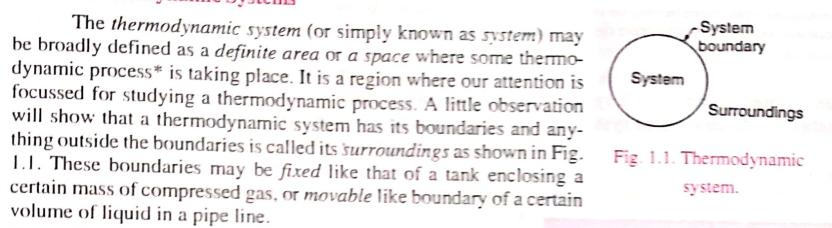 The thermodynamic system (or simply known as system) may
be broadly defined as a definite area or a space where some thermo-
dynamic process* is taking place. It is a region where our attention is
focussed for studying a thermodynamic process. A little observation
will show that a thermodynamic system has its boundaries and any-
thing outside the boundaries is called its surroundings as shown in Fig.
1.1. These boundaries may be fixed like that of a tank enclosing a
certain mass of compressed gas, or movable like boundary of a certain
volume of liquid in a pipe line.
System
boundary
System
Surroundings
Fig. 1.1. Thermodynamic
system.